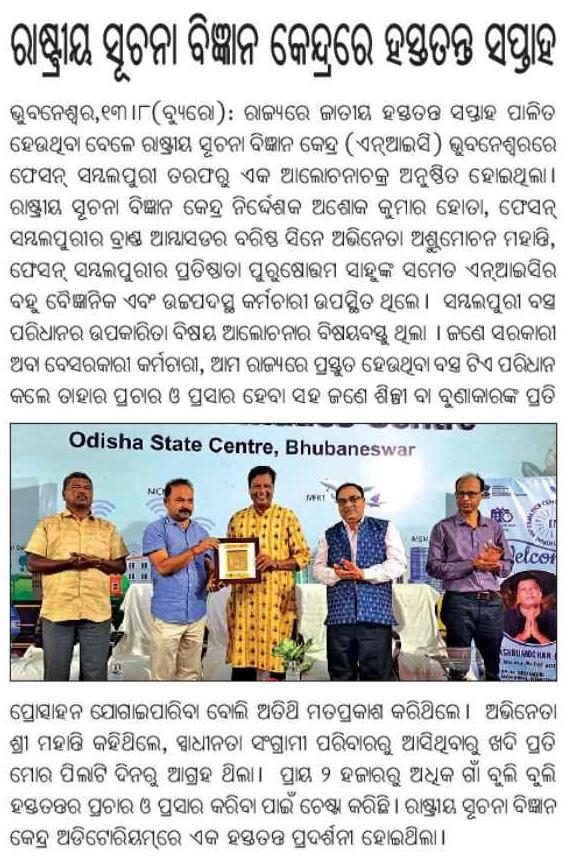 ରାଷ୍ଟ୍ରୀୟ ସୂଚନା ବିଜ୍ଞାନ କେନ୍ଦ୍ରରେ ହସ୍ତତନ୍ତ ସପ୍ତାହ
ଭୁବନେଶ୍ୱର,୧୩।୮(ବ୍ୟୁରୋ): ରାଜ୍ୟରେ ଜାତୀୟ ହସ୍ତତନ୍ତ ସପ୍ତାହ ପାଳିତ
ହେଉଥିବା ବେଳେ ରାଷ୍ଟ୍ରୀୟ ସୂଚନା ବିଜ୍ଞାନ କେନ୍ଦ୍ର (ଏନ୍ଆଇସି) ଭୁବନେଶ୍ୱରରେ
ଫେସନ୍ ସମ୍ବଲପୁରୀ ତରଫରୁ ଏକ ଆଲୋଚନାଚକ୍ର ଅନୁଷ୍ଠିତ ହୋଇଥିଲା।
ରାଷ୍ଟ୍ରୀୟ ସୂଚନା ବିଜ୍ଞାନ କେନ୍ଦ୍ର ନିର୍ଦ୍ଦେଶକ ଅଶୋକ କୁମାର ହୋତା, ଫେସନ୍
ସମ୍ବଲପୁରୀର ବ୍ରାଣ୍ଡ ଆମ୍ବାସଡର ବରିଷ୍ଠ ସିନେ ଅଭିନେତା ଅଶ୍ରୁମୋଚନ ମହାନ୍ତି,
ଫେସନ୍ ସମ୍ବଲପୁରୀର ପ୍ରତିଷ୍ଠାତା ପୁରୁଷୋତ୍ତମ ସାହୁଙ୍କ ସମେତ ଏନ୍ଆଇସିର
ବହୁ ବୈଜ୍ଞାନିକ ଏବଂ ଉଚ୍ଚପଦସ୍ଥ କର୍ମଚାରୀ ଉପସ୍ଥିତ ଥିଲେ। ସମ୍ବଲପୁରୀ ବସ୍ତ୍ର
ପରିଧାନର ଉପକାରିତା ବିଷୟ ଆଲୋଚନାର ବିଷୟବସ୍ତୁ ଥିଲା । ଜଣେ ସରକାରୀ
ଅବା ବେସରକାରୀ କର୍ମଚାରୀ, ଆମ ରାଜ୍ୟରେ ପ୍ରସ୍ତୁତ ହେଉଥିବା ବସ୍ତ୍ର ଟିଏ ପରିଧାନ
କଲେ ତାହାର ପ୍ରଚାର ଓ ପ୍ରସାର ହେବା ସହ ଜଣେ ଶିଳ୍ପୀ ବା ବୁଣାକାରଙ୍କ ପ୍ରତି
Odisha State Centre, Bhubaneswar
Welcom
ପ୍ରୋତ୍ସାହନ ଯୋଗାଇପାରିବା ବୋଲି ଅତିଥି ମତପ୍ରକାଶ କରିଥିଲେ। ଅଭିନେତା
ଶ୍ରୀ ମହାନ୍ତି କହିଥିଲେ, ସ୍ୱାଧୀନତା ସଂଗ୍ରାମୀ ପରିବାରରୁ ଆସିଥିବାରୁ ଖଦି ପ୍ରତି
ମୋର ପିଲାଟି ଦିନରୁ ଆଗ୍ରହ ଥିଲା। ପ୍ରାୟ ୨ ହଜାରରୁ ଅଧିକ ଗାଁ ବୁଲି ବୁଲି
ହସ୍ତତନ୍ତର ପ୍ରଚାର ଓ ପ୍ରସାର କରିବା ପାଇଁ ଚେଷ୍ଟା କରିଛି। ରାଷ୍ଟ୍ରୀୟ ସୂଚନା ବିଜ୍ଞାନ
କେନ୍ଦ୍ର ଅଡିଟୋରିୟମ୍‌ରେ ଏକ ହସ୍ତତନ୍ତ ପ୍ରଦର୍ଶନୀ ହୋଇଥିଲା।